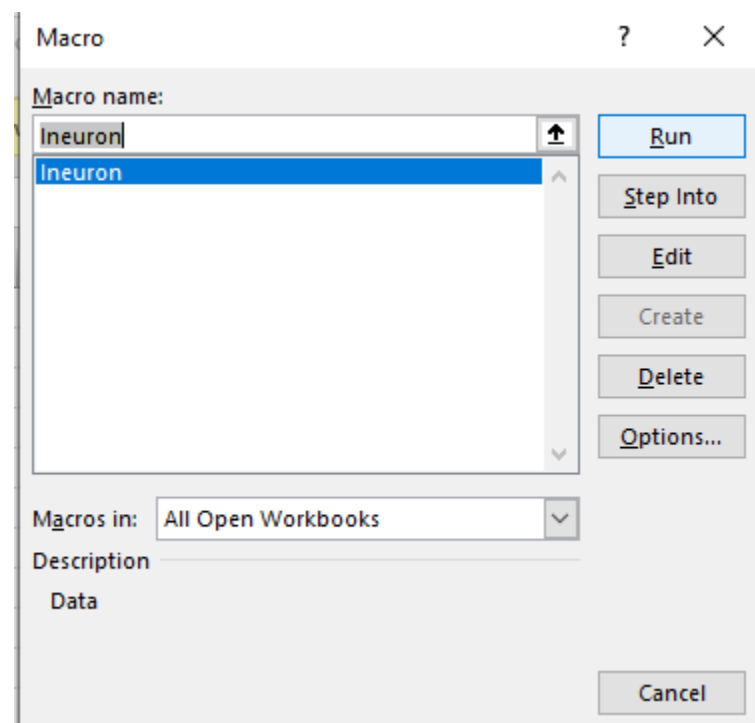 Macro ?
Macro name:
Ineuron
Ineuron
Run
Step Into
Edit
Create
Delete
Options...
Macros in: All Open Workbooks
Description
Data
Cancel